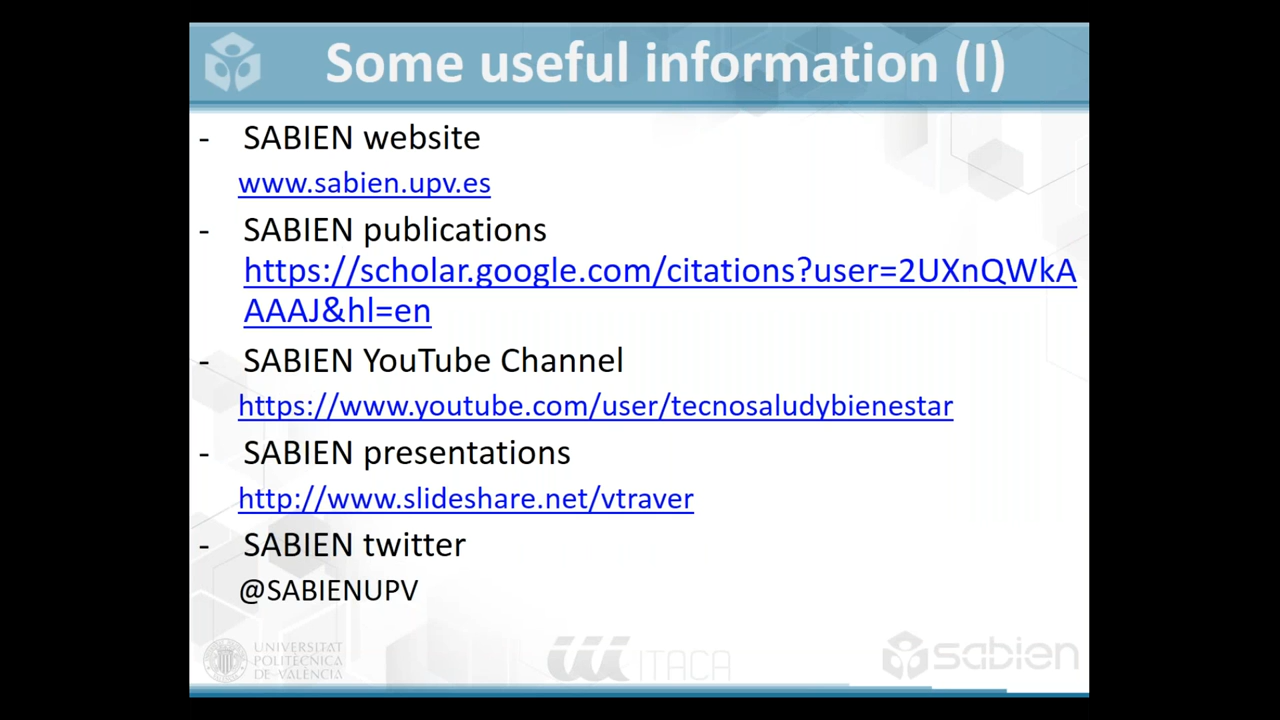 Some useful information (I)
- SABIEN website
www.sabien.upv.es
- SABIEN publications
https://scholar.google.com/citations?user=2UXnQWkA
AAAJ&hl=en
- SABIEN YouTube Channel
https://www.youtube.com/user/tecnosaludybienestar
- SABIEN presentations
http://www.slideshare.net/vtraver
- SABIEN twitter
@SABIENUPV
UNIVERSITAT
POLITÈCNICA
DE VALÈNCIA
ITACA
sabien